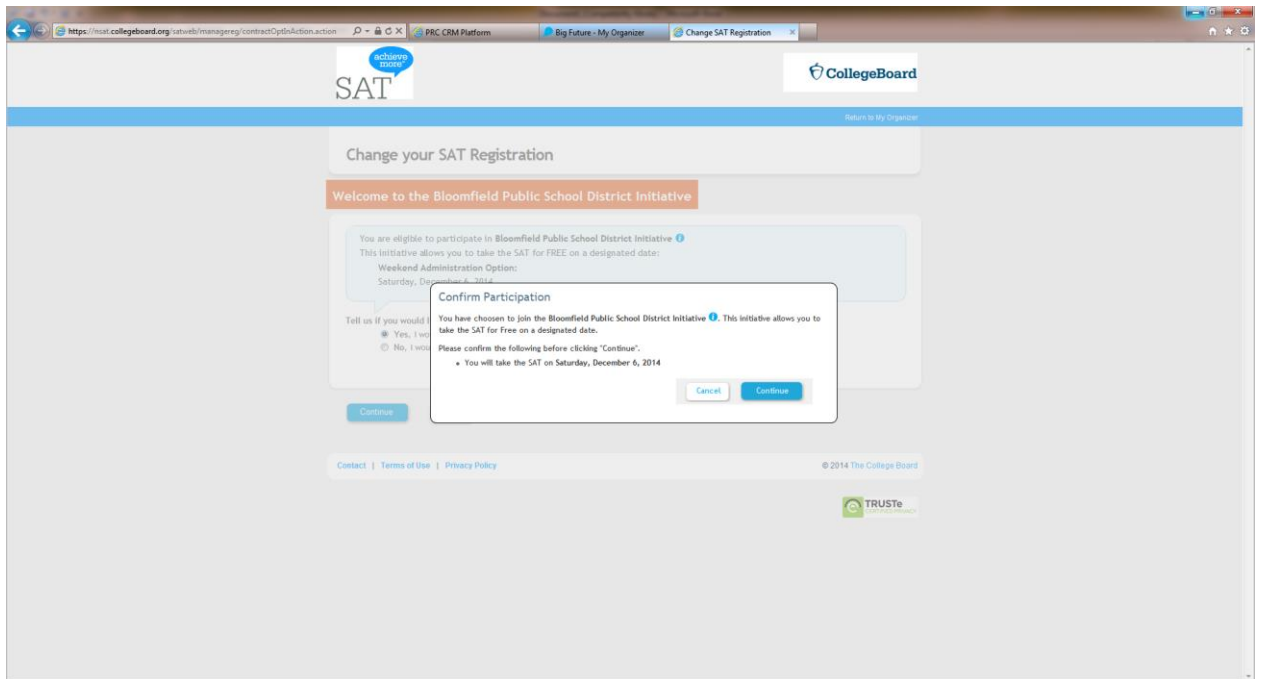 https://nsat.collegeboard.org/satweb/managereg/contractOptInAction.action
PRC CRM Platform
Big Future - My Organizer
Change SAT Registration
achieve
more
SAT
CollegeBoard
Return to My Organizer
Change your SAT Registration
Welcome to the Bloomfield Public School District Initiative
You are eligible to participate in Bloomfield Public School District Initiative
This initiative allows you to take the SAT for FREE on a designated date:
Weekend Administration Option:
Saturday, December 6, 2014
Tell us if you would
Yes, I wo
No, I wou
Confirm Participation
You have choosen to join the Bloomfield Public School District Initiative. This initiative allows you to
take the SAT for Free on a designated date.
Please confirm the following before clicking "Continue".
• You will take the SAT on Saturday, December 6, 2014
Cancel
Continue
Continue
Contact | Terms of Use | Privacy Policy
© 2014 The College Board
TRUSTe
CERTIFIED PRIVACY